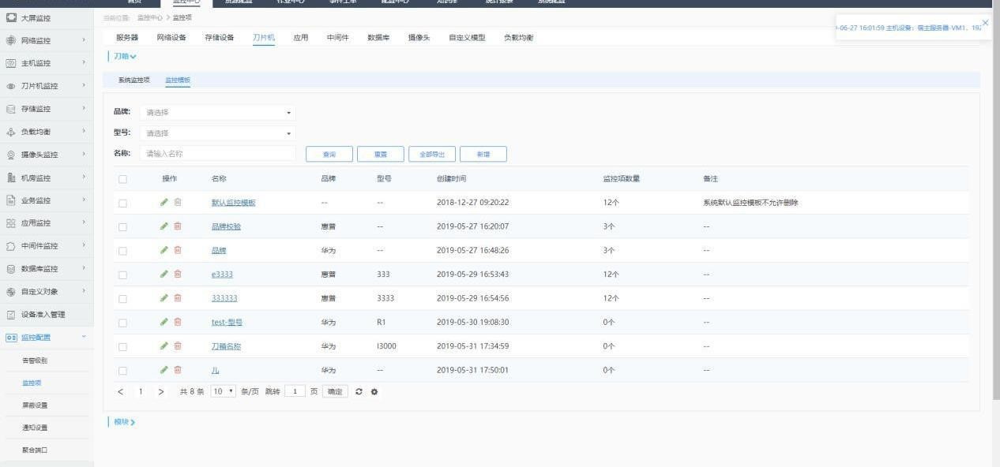 首页 监控中心 资源配置 作业中心 事件工单 配置中心 知识库 统计报表 系统配置
当前位置: 监控中心 > 监控项
-06-27 16:01:59 主机设备: 宿主服务器-VM1, 192
大屏监控
网络监控
主机监控
刀片机监控
存储监控
负载均衡
摄像头监控
机房监控
业务监控
应用监控
中间件监控
数据库监控
自定义对象
设备准入管理
监控配置
告警级别
监控项
屏蔽设置
通知设置
聚合端口
服务器 网络设备 存储设备 刀片机 应用 中间件 数据库 摄像头 自定义模型 负载均衡
刀箱
系统监控项 监控模板
品牌: 请选择
型号: 请选择
名称: 请输入名称 查询 重置 全部导出 新增
操作 名称 品牌 型号 创建时间 监控项数量 备注
默认监控模板 -- -- 2018-12-27 09:20:22 12个 系统默认监控模板不允许删除
品牌校验 惠普 -- 2019-05-27 16:20:07 3个 --
品牌 华为 -- 2019-05-27 16:48:26 3个 --
e3333 惠普 333 2019-05-29 16:53:43 12个 --
333333 惠普 3333 2019-05-29 16:54:56 12个 --
test-型号 华为 R1 2019-05-30 19:08:30 0个 --
刀箱名称 华为 I3000 2019-05-31 17:34:59 0个 --
儿 华为 -- 2019-05-31 17:50:01 0个 --
< 1 > 共 8 条 10 条/页 跳转 1 页 确定
模块